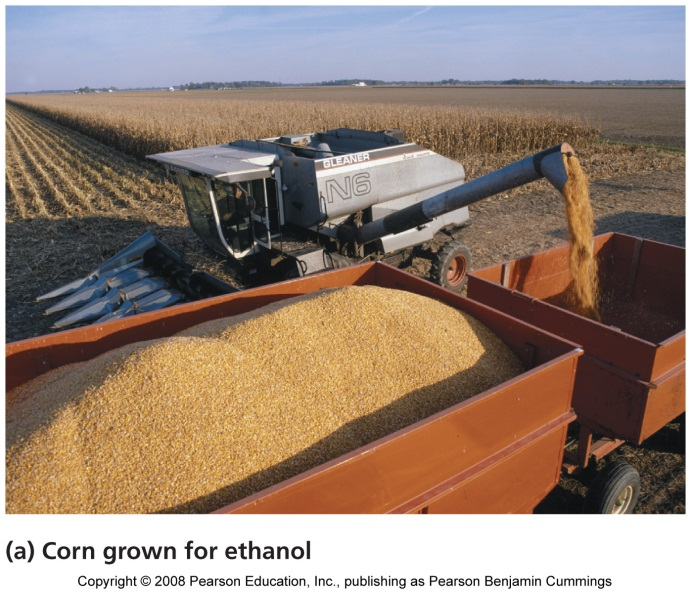 GLEANER
N6
(a) Corn grown for ethanol
Copyright © 2008 Pearson Education, Inc., publishing as Pearson Benjamin Cummings